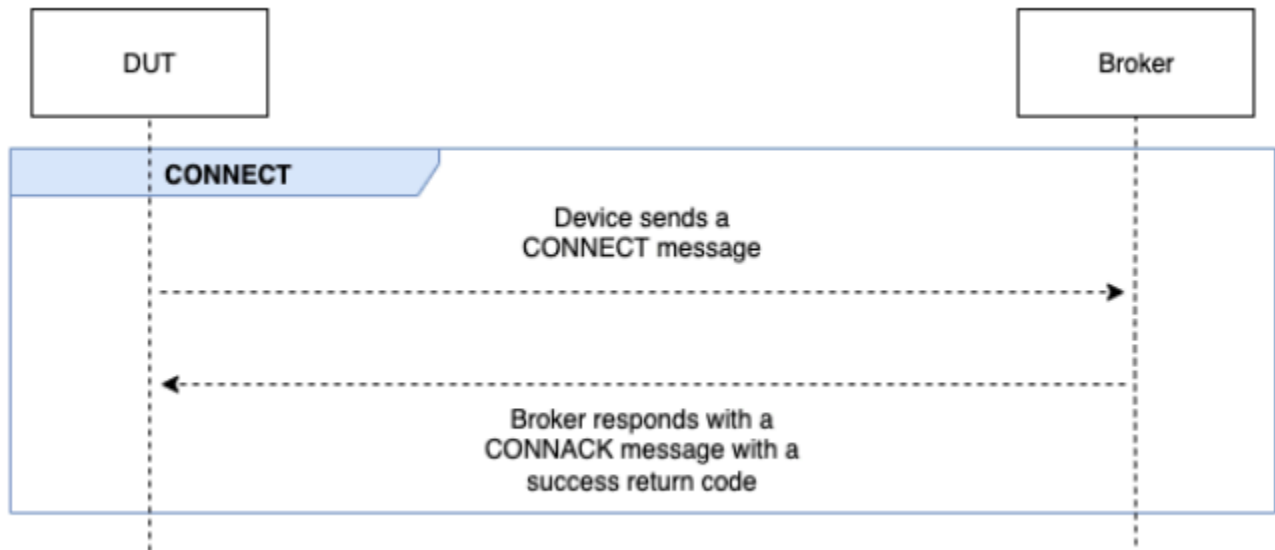 DUT
Broker
CONNECT
Device sends a
CONNECT message
Broker responds with a
CONNACK message with a
success return code